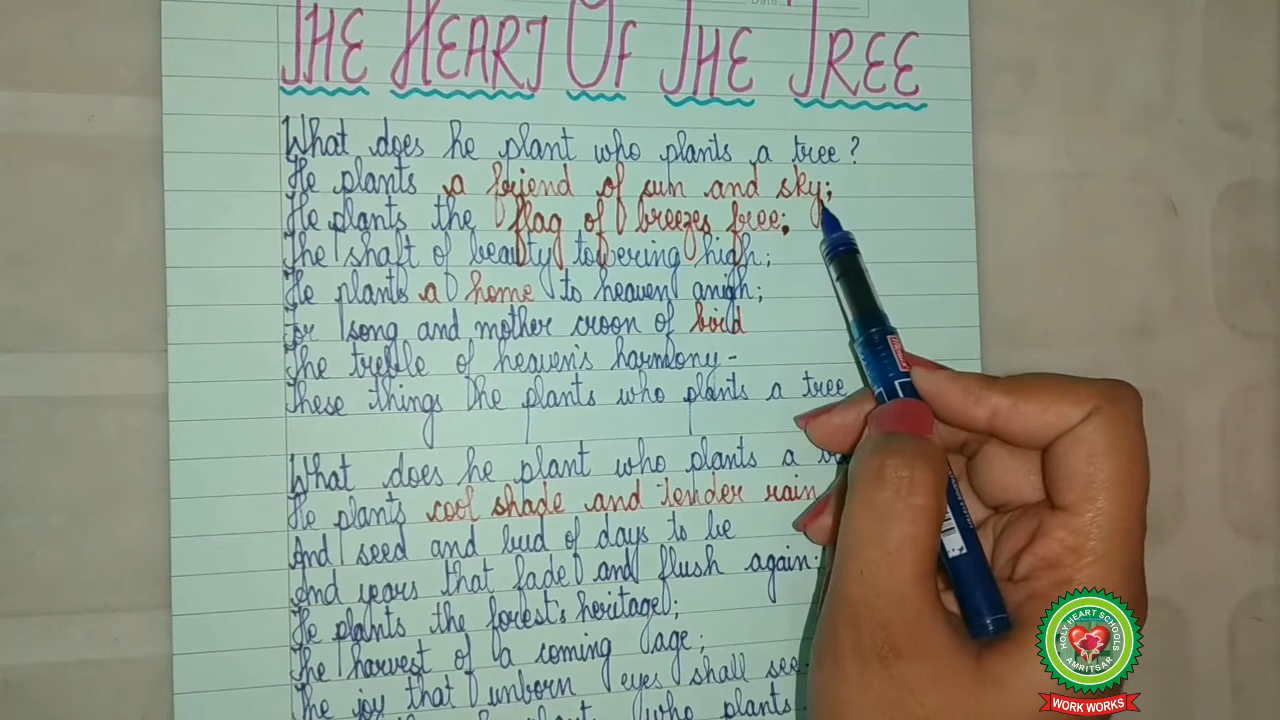 Date
THE HEART OF THE TREE
What does he plant who plants a tree?
He plants a friend of sun and sky;
He plants the flag of breezes free;
The shaft of beauty towering high;
He plants a home to heaven anigh;
For song and mother croon of bird
The treble of heaven's harmony-
These things he plants who plants a tree
What does he plant who plants a
He plants cool shade and tender rain
And seed and bud of days to be
And years that fade and flush again:
He plants the forest's heritage;
The harvest of a coming age;
The joy that unborn eyes shall see-
who plants
HOLY HEART SCHOOLS
AMRITSAR
WORK WORKS